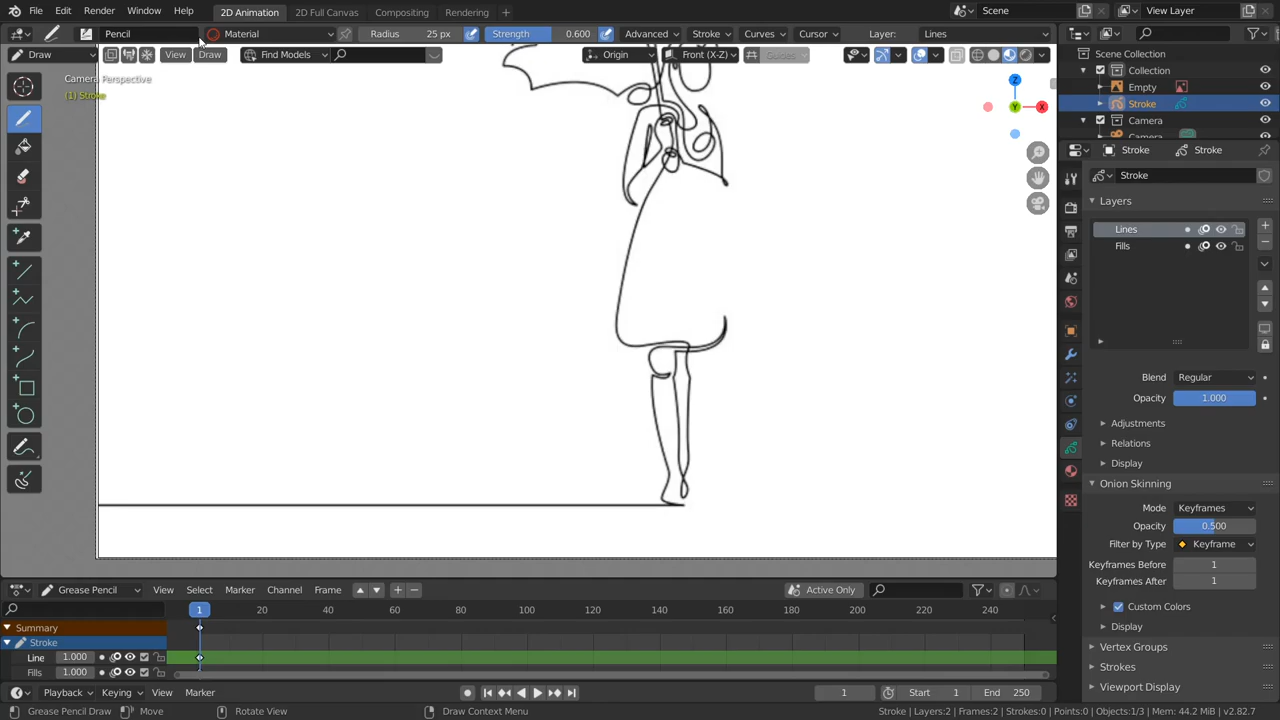 File Edit Render Window Help 2D Animation 2D Full Canvas Compositing Rendering + Scene View Layer
Pencil Material Radius 25 px Strength 0.600 Advanced Stroke Curves Cursor Layer: Lines
Draw View Draw Find Models Origin Front (X-Z) Guides
Camera Perspective
(1) Stroke
Z
Y
X
Scene Collection
Collection
Empty
Stroke
Camera
Camera
Stroke Stroke
Stroke
Layers
Lines
Fills
Blend Regular
Opacity 1.000
Adjustments
Relations
Display
Onion Skinning
Mode Keyframes
Opacity 0.500
Filter by Type Keyframe
Keyframes Before 1
Keyframes After 1
Custom Colors
Display
Vertex Groups
Strokes
Viewport Display
Grease Pencil View Select Marker Channel Frame Active Only
1 20 40 60 80 100 120 140 160 180 200 220 240
Summary
Stroke
Line 1.000
Fills 1.000
Playback Keying View Marker 1 Start 1 End 250
Grease Pencil Draw Move Rotate View Draw Context Menu Stroke | Layers:2 | Frames:2 | Strokes:0 | Points:0 | Objects:1/3 | Mem: 44.2 MiB | v2.82.7